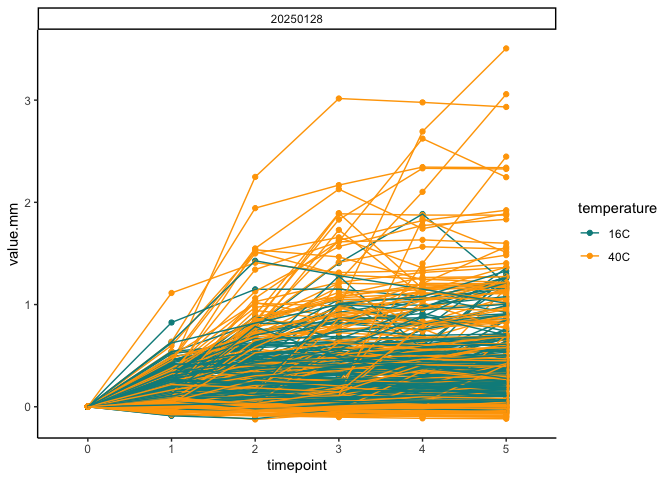 20250128
3
2
1
0
value.mm
0 1 2 3 4 5
timepoint
temperature
16C
40C